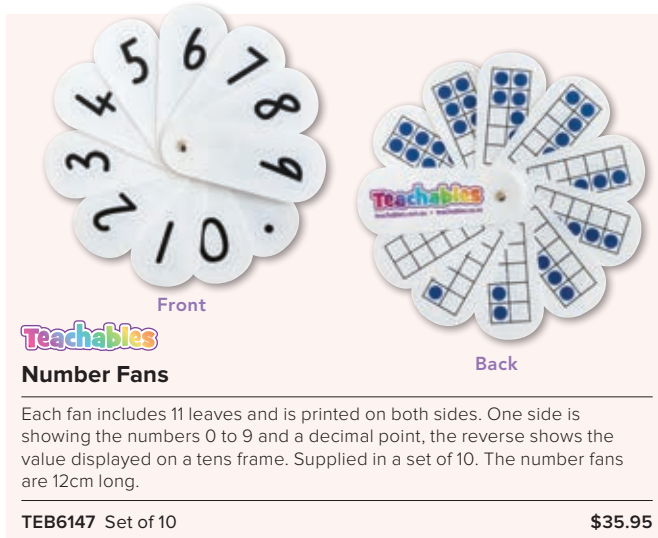 6
5
7
4
8
3
9
2
1
0
.
Teachables
Front
Back
Teachables
Number Fans
Each fan includes 11 leaves and is printed on both sides. One side is
showing the numbers 0 to 9 and a decimal point, the reverse shows the
value displayed on a tens frame. Supplied in a set of 10. The number fans
are 12cm long.
TEB6147 Set of 10
$35.95